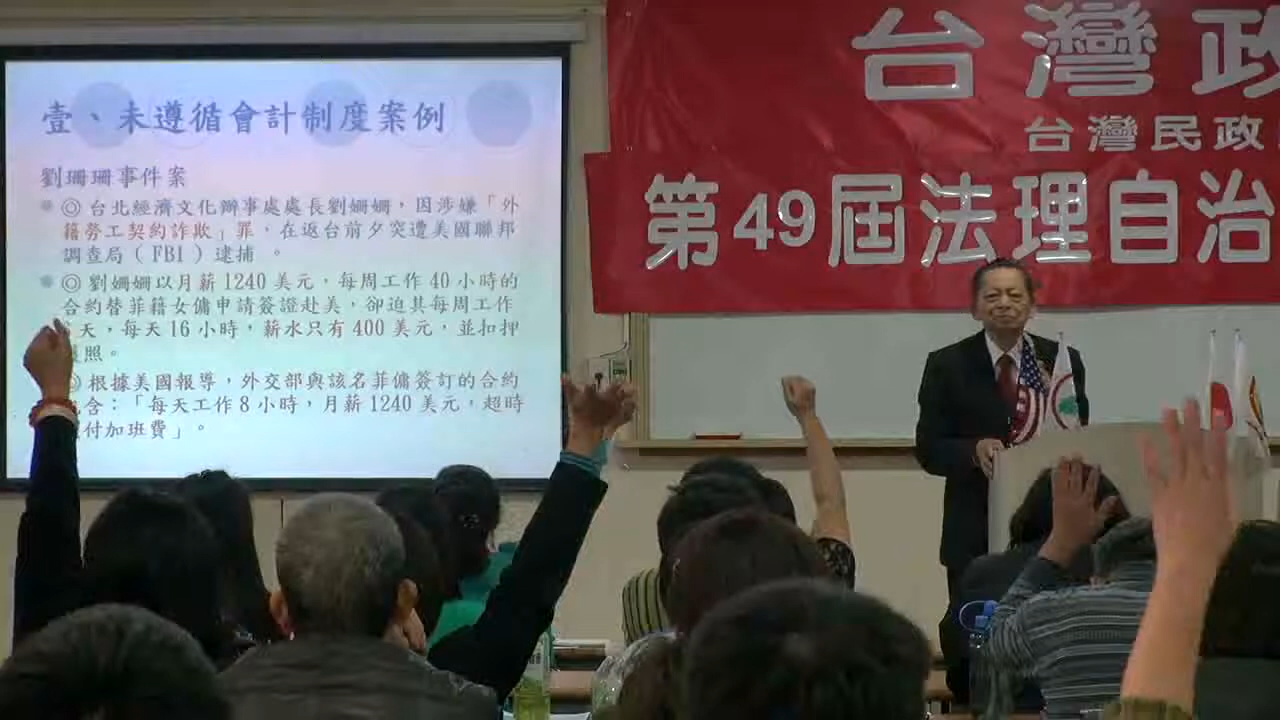 壹、未遵循會計制度案例
劉珊珊事件案
◎台北經濟文化辦事處處長劉姍姍，因涉嫌「外
籍勞工契約詐欺」罪，在返台前夕突遭美國聯邦
調查局（FBI）逮捕。
◎劉姍姍以月薪1240美元，每周工作40小時的
合約替菲籍女傭申請簽證赴美，卻迫其每周工作
天，每天16小時，薪水只有400美元，並扣押
照。
◎根據美國報導，外交部與該名菲傭簽訂的合約
含：「每天工作8小時，月薪1240美元，超時
付加班費」。
台灣政
台灣民政
第49屆法理自治